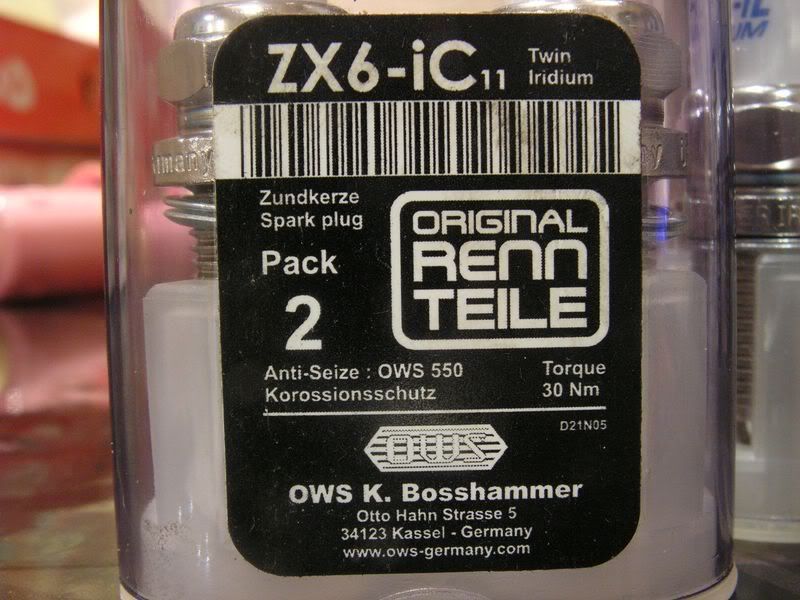 ZX6-iC11
Twin
Iridium
Zundkerze
Spark plug
Pack
2
ORIGINAL
RENN
TEILE
Anti-Seize : OWS 550
Korossionsschutz
Torque
30 Nm
D21N05
OWS
OWS K. Bosshammer
Otto Hahn Strasse 5
34123 Kassel - Germany
www.ows-germany.com